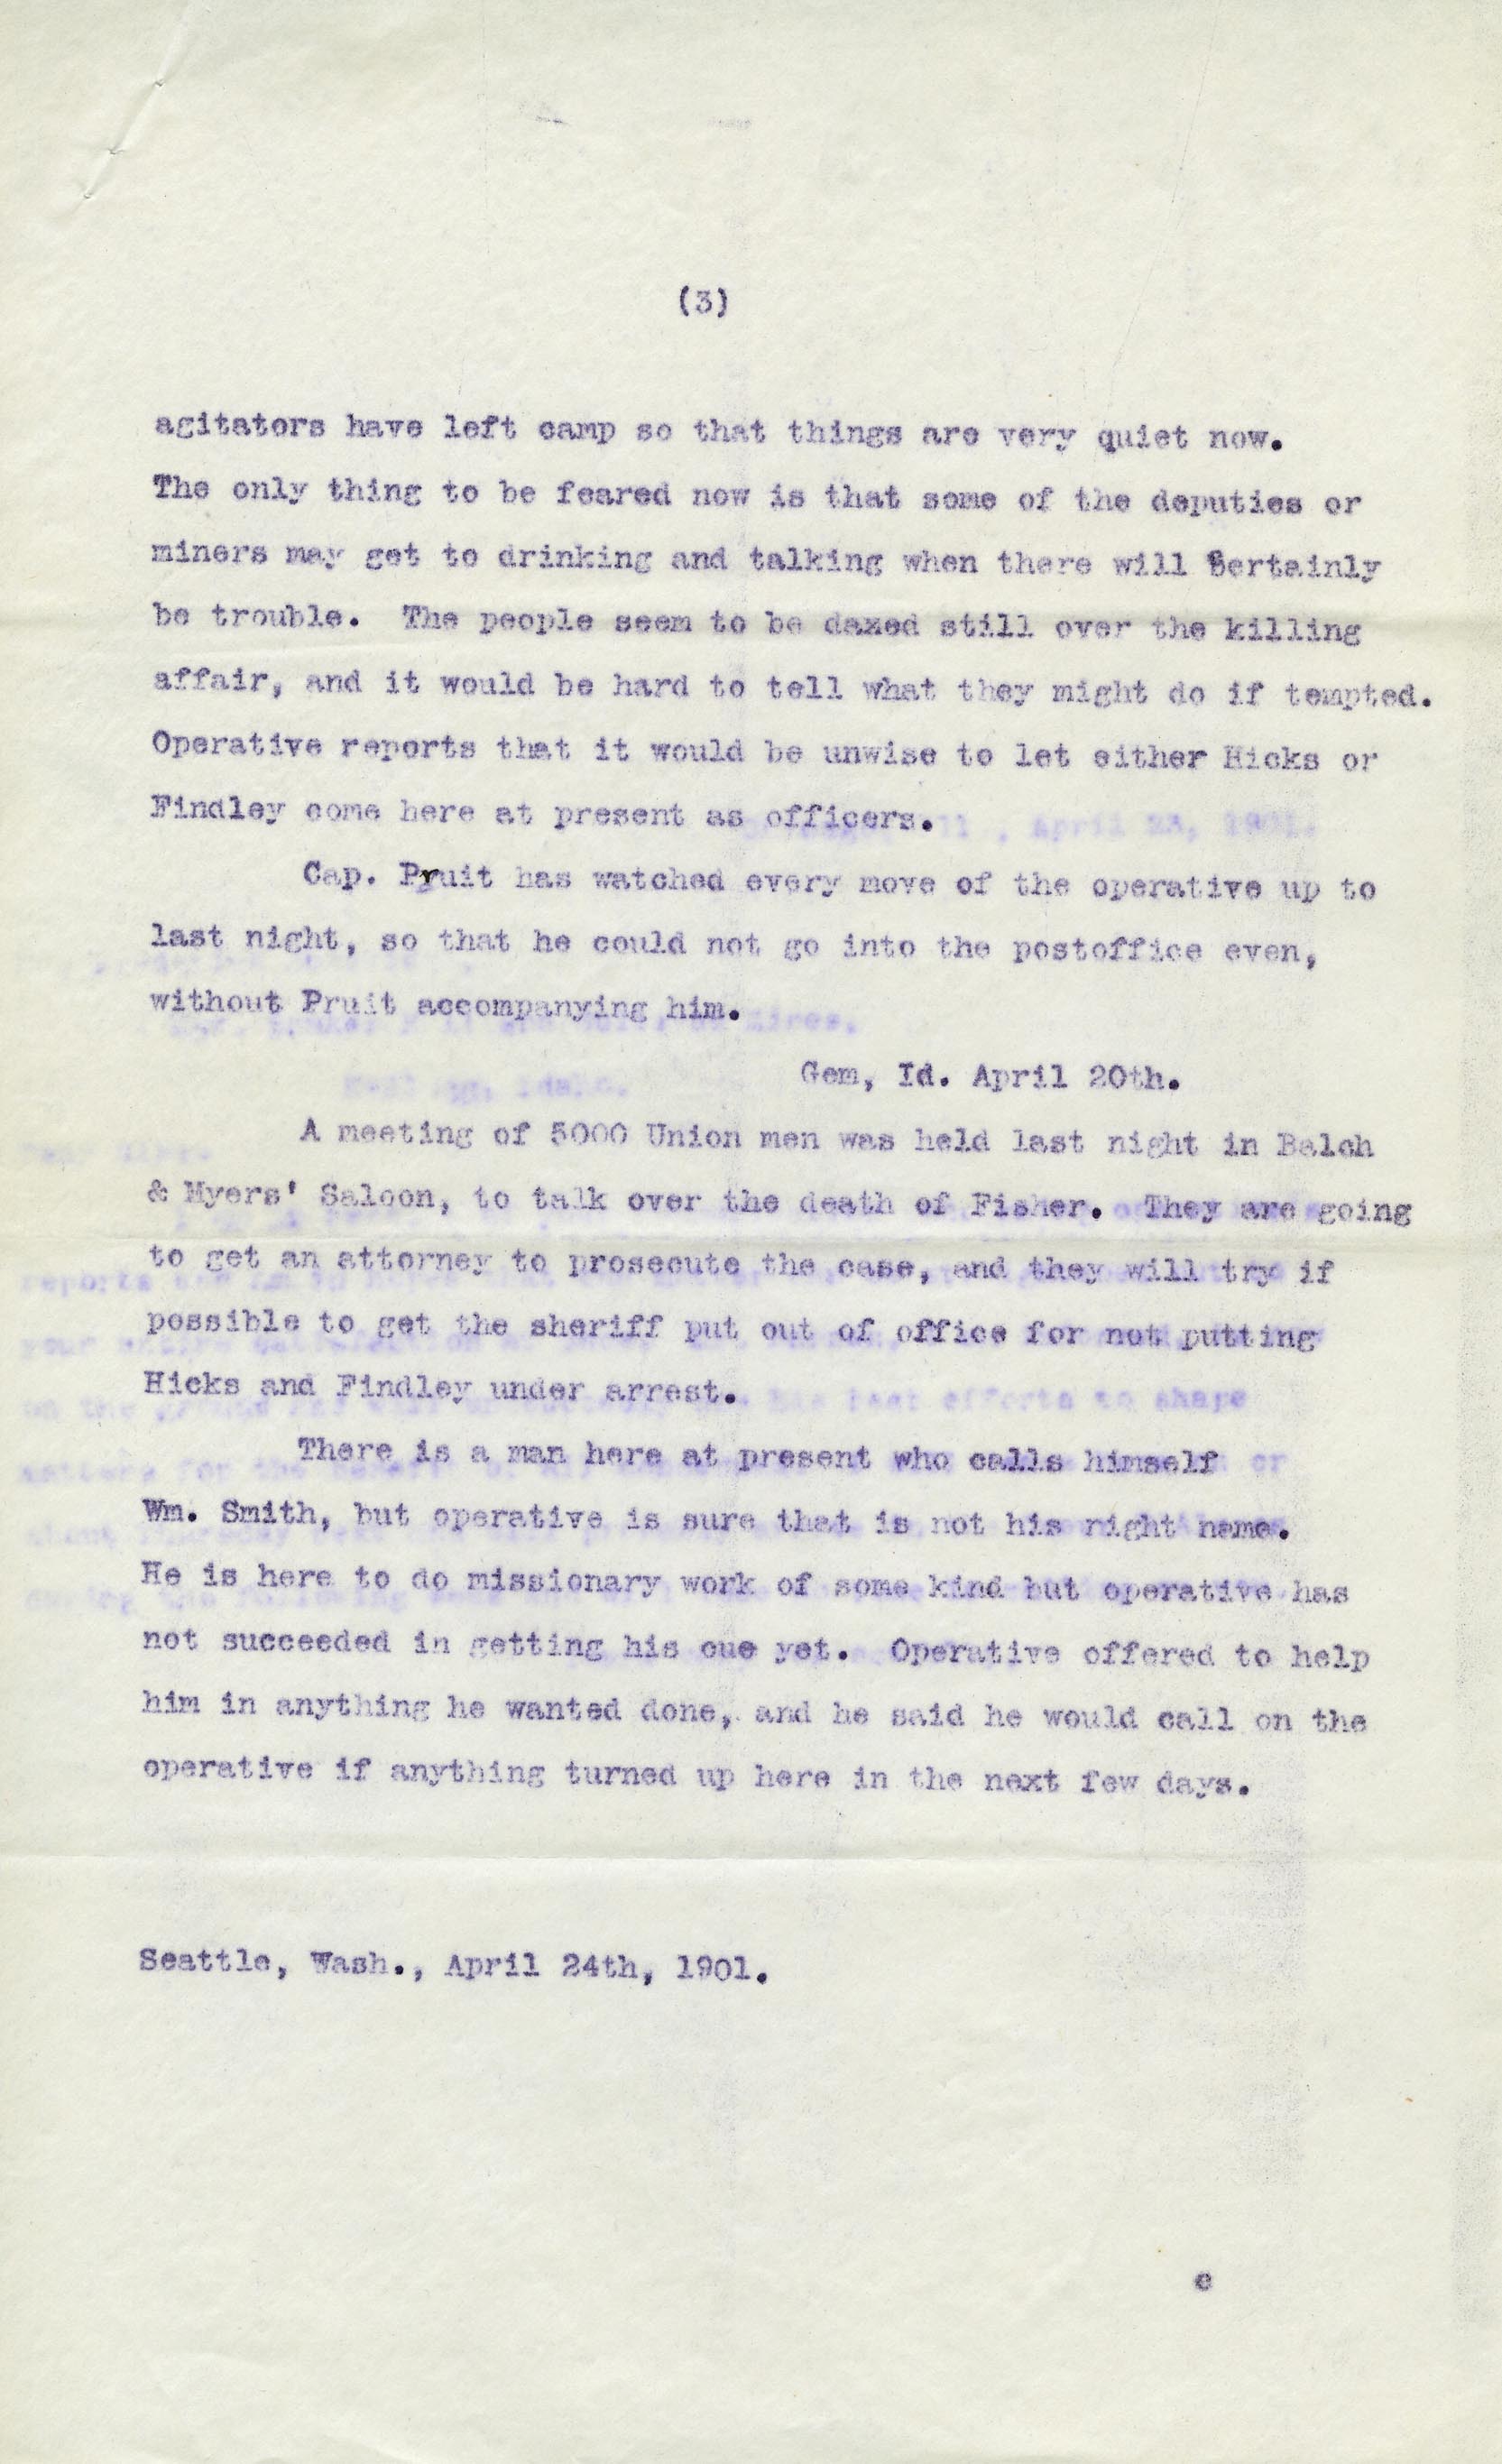 (3)
agitators have left camp so that things are very quiet now.
The only thing to be feared now is that some of the deputies or
miners may get to drinking and talking when there will certainly
be trouble. The people seem to be daxed still over the killing
affair, and it would be hard to tell what they might do if tempted.
Operative reports that it would be unwise to let either Hicks or
Findley come here at present as officers.
Cap. Pruit has watched every move of the operative up to
last night, so that he could not go into the postoffice even,
without Pruit accompanying him.
Gem, Id. April 20th.
A meeting of 5000 Union men was held last night in Balch
& Myers' Saloon, to talk over the death of Fisher. They are going
to get an attorney to prosecute the case, and they will try if
possible to get the sheriff put out of office for not putting
Hicks and Findley under arrest.
There is a man here at present who calls himself
Wm. Smith, but operative is sure that is not his right name.
He is here to do missionary work of some kind but operative has
not succeeded in getting his cue yet. Operative offered to help
him in anything he wanted done, and he said he would call on the
operative if anything turned up here in the next few days.
Seattle, Wash., April 24th, 1901.
c